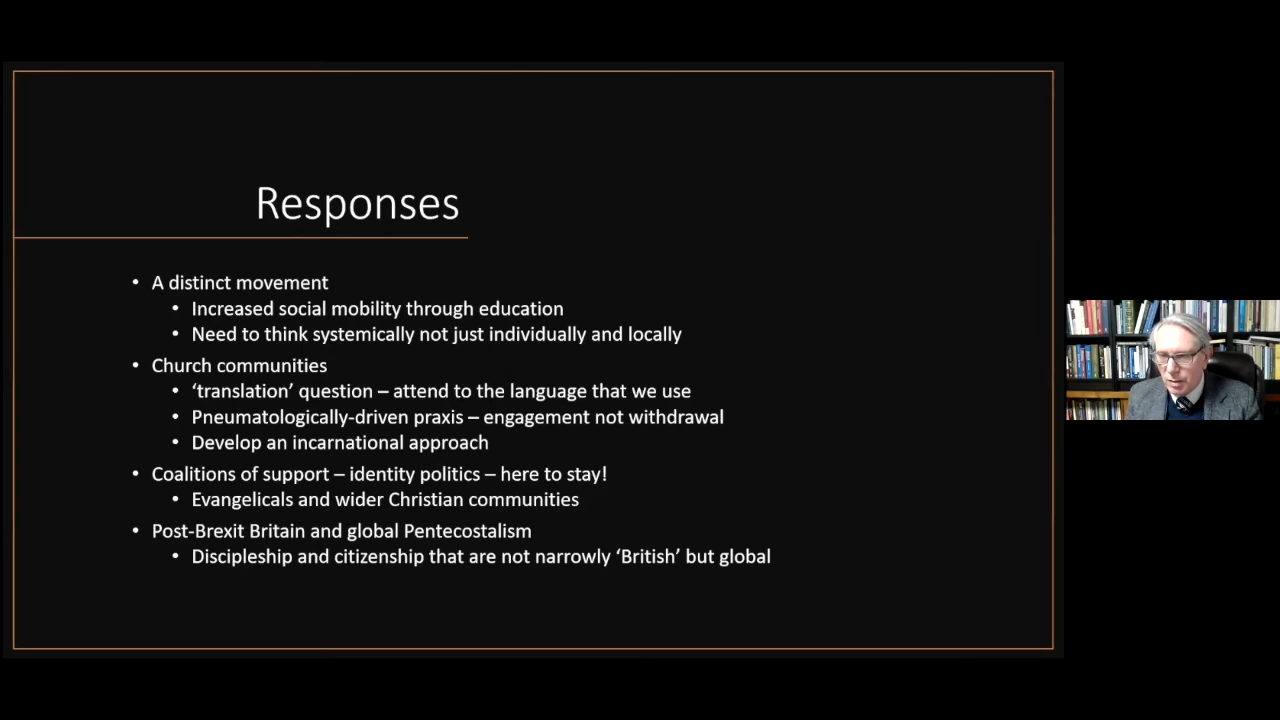 Responses
• A distinct movement
• Increased social mobility through education
• Need to think systemically not just individually and locally
• Church communities
• ‘translation’ question – attend to the language that we use
• Pneumatologically-driven praxis – engagement not withdrawal
• Develop an incarnational approach
• Coalitions of support – identity politics – here to stay!
• Evangelicals and wider Christian communities
• Post-Brexit Britain and global Pentecostalism
• Discipleship and citizenship that are not narrowly ‘British’ but global